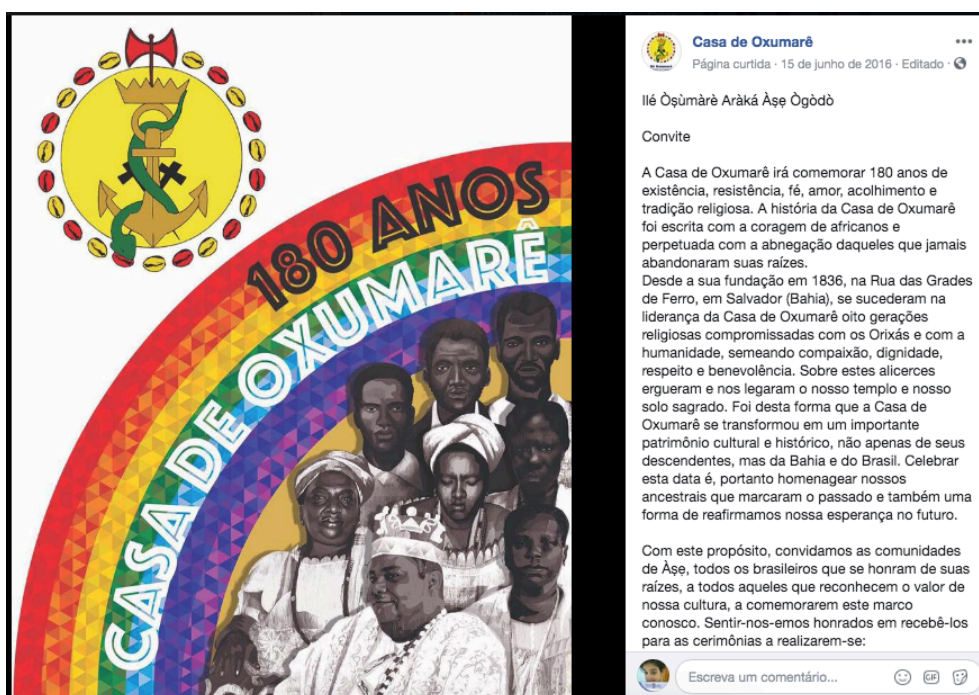 180 ANOS
CASA DE OXUMARÊ
Casa de Oxumarê
Página curtida · 15 de junho de 2016 · Editado ·
Ilé Òṣùmàrè Aràká Àṣẹ Ògòdò
Convite
A Casa de Oxumarê irá comemorar 180 anos de
existência, resistência, fé, amor, acolhimento e
tradição religiosa. A história da Casa de Oxumarê
foi escrita com a coragem de africanos e
perpetuada com a abnegação daqueles que jamais
abandonaram suas raízes.
Desde a sua fundação em 1836, na Rua das Grades
de Ferro, em Salvador (Bahia), se sucederam na
liderança da Casa de Oxumarê oito gerações
religiosas compromissadas com os Orixás e com a
humanidade, semeando compaixão, dignidade,
respeito e benevolência. Sobre estes alicerces
ergueram e nos legaram o nosso templo e nosso
solo sagrado. Foi desta forma que a Casa de
Oxumarê se transformou em um importante
patrimônio cultural e histórico, não apenas de seus
descendentes, mas da Bahia e do Brasil. Celebrar
esta data é, portanto homenagear nossos
ancestrais que marcaram o passado e também uma
forma de reafirmamos nossa esperança no futuro.
Com este propósito, convidamos as comunidades
de Àṣẹ, todos os brasileiros que se honram de suas
raízes, a todos aqueles que reconhecem o valor de
nossa cultura, a comemorarem este marco
conosco. Sentir-nos-emos honrados em recebê-los
para as cerimônias a realizarem-se:
Escreva um comentário...
GIF